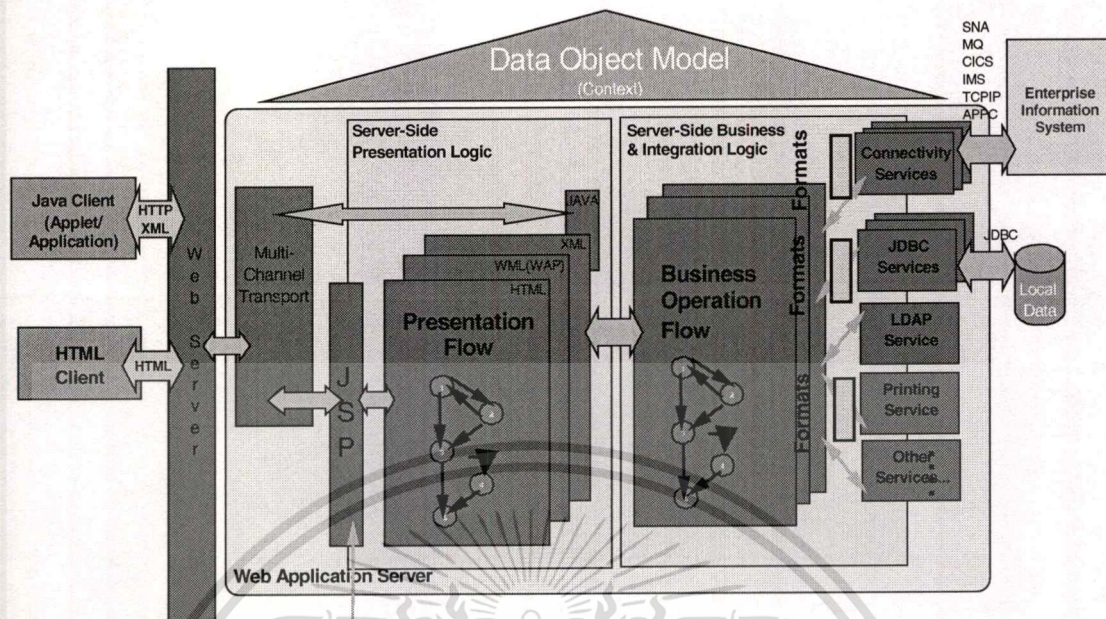 Data Object Model
(Context)
SNA
MQ
CICS
IMS
TCPIP
APPC
Enterprise
Information
System
Server-Side
Presentation Logic
Server-Side Business
& Integration Logic
Formats
Formats
Formats
Connectivity
Services
Java Client
(Applet/
Application)
HTTP
XML
Web Server
Multi-
Channel
Transport
JAVA
XML
WML(WAP)
HTML
Presentation
Flow
Business
Operation
Flow
JDBC
Services
JDBC
Local
Data
LDAP
Service
Printing
Service
Other
Services...
HTML
Client
HTML
JSP
Web Application Server